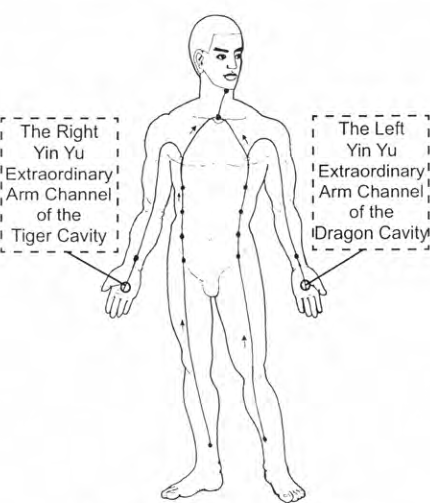 The Right
Yin Yu
Extraordinary
Arm Channel
of the
Tiger Cavity
The Left
Yin Yu
Extraordinary
Arm Channel
of the
Dragon Cavity